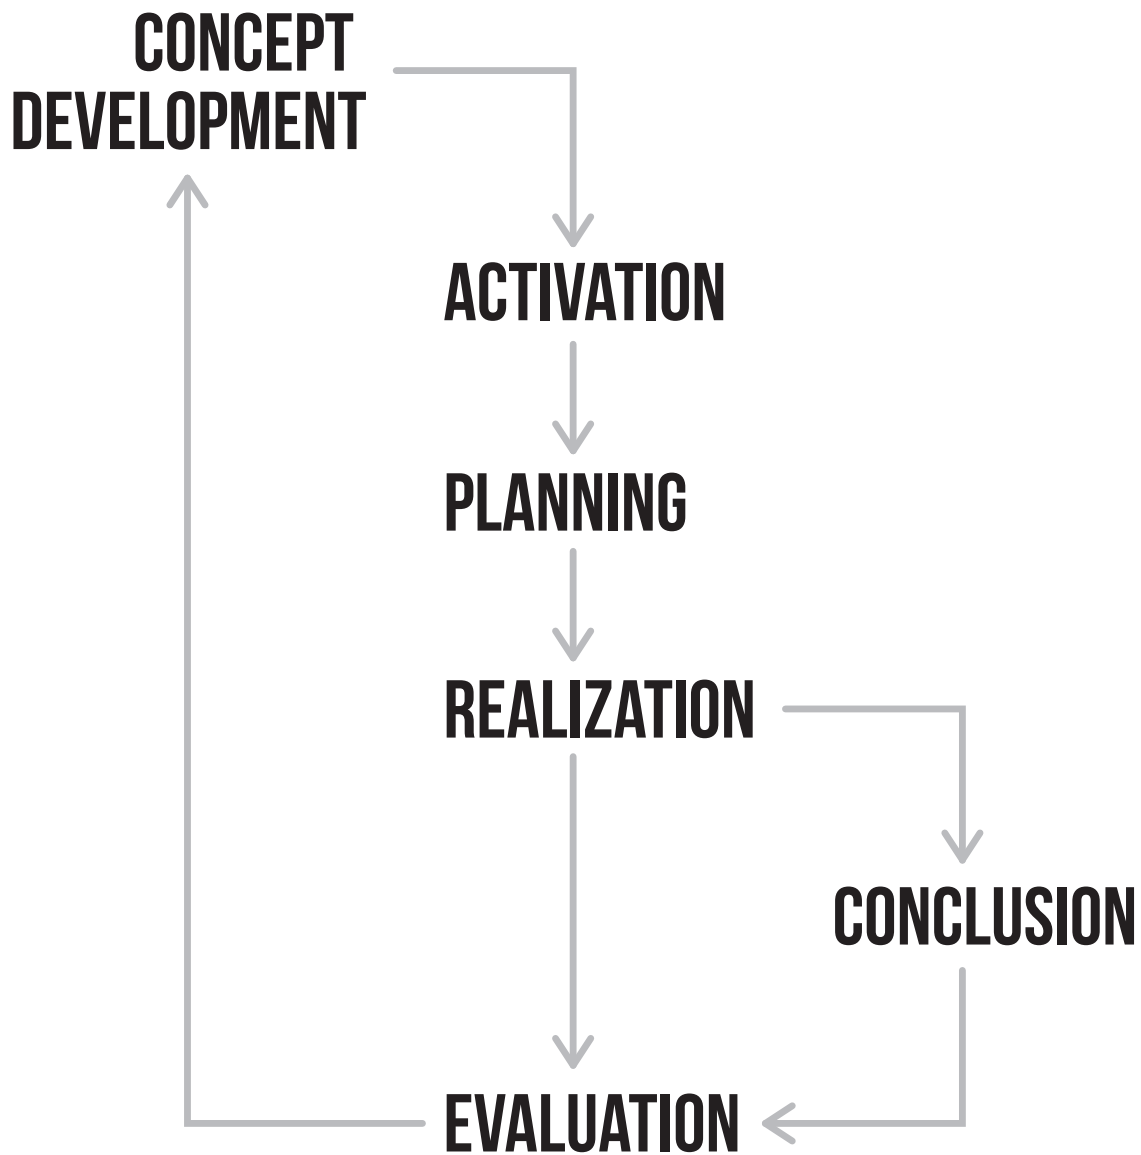 CONCEPT
DEVELOPMENT
ACTIVATION
PLANNING
REALIZATION
CONCLUSION
EVALUATION